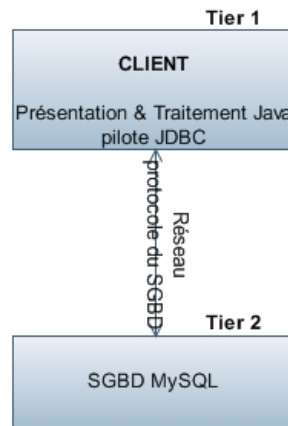 Tier 1
CLIENT
Présentation & Traitement Java
pilote JDBC
Réseau
protocole du SGBD
Tier 2
SGBD MySQL